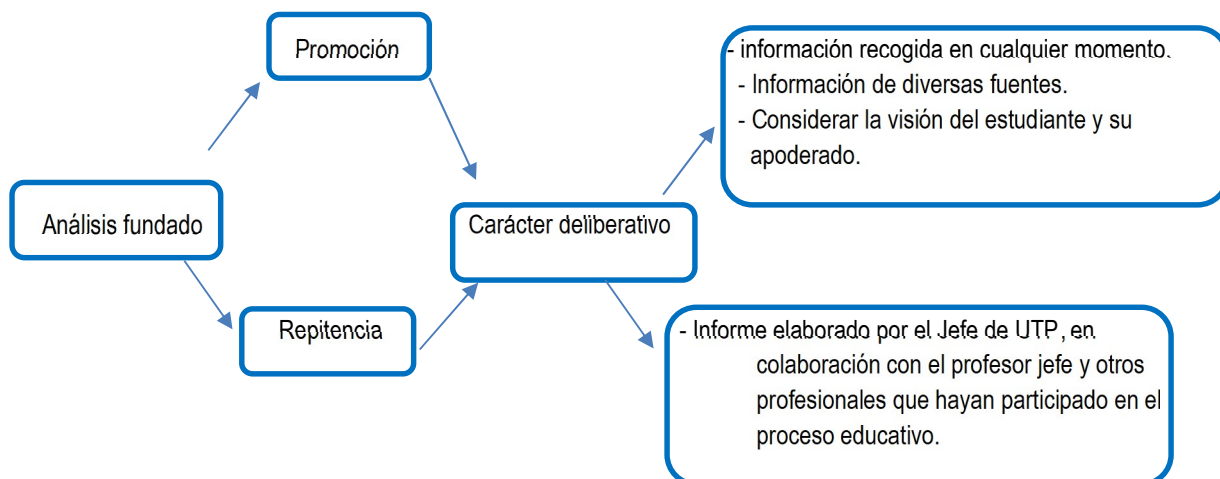 Promoción
- información recogida en cualquier momento.
- Información de diversas fuentes.
- Considerar la visión del estudiante y su
apoderado.
Análisis fundado
Carácter deliberativo
Repitencia
- Informe elaborado por el Jefe de UTP, en
colaboración con el profesor jefe y otros
profesionales que hayan participado en el
proceso educativo.